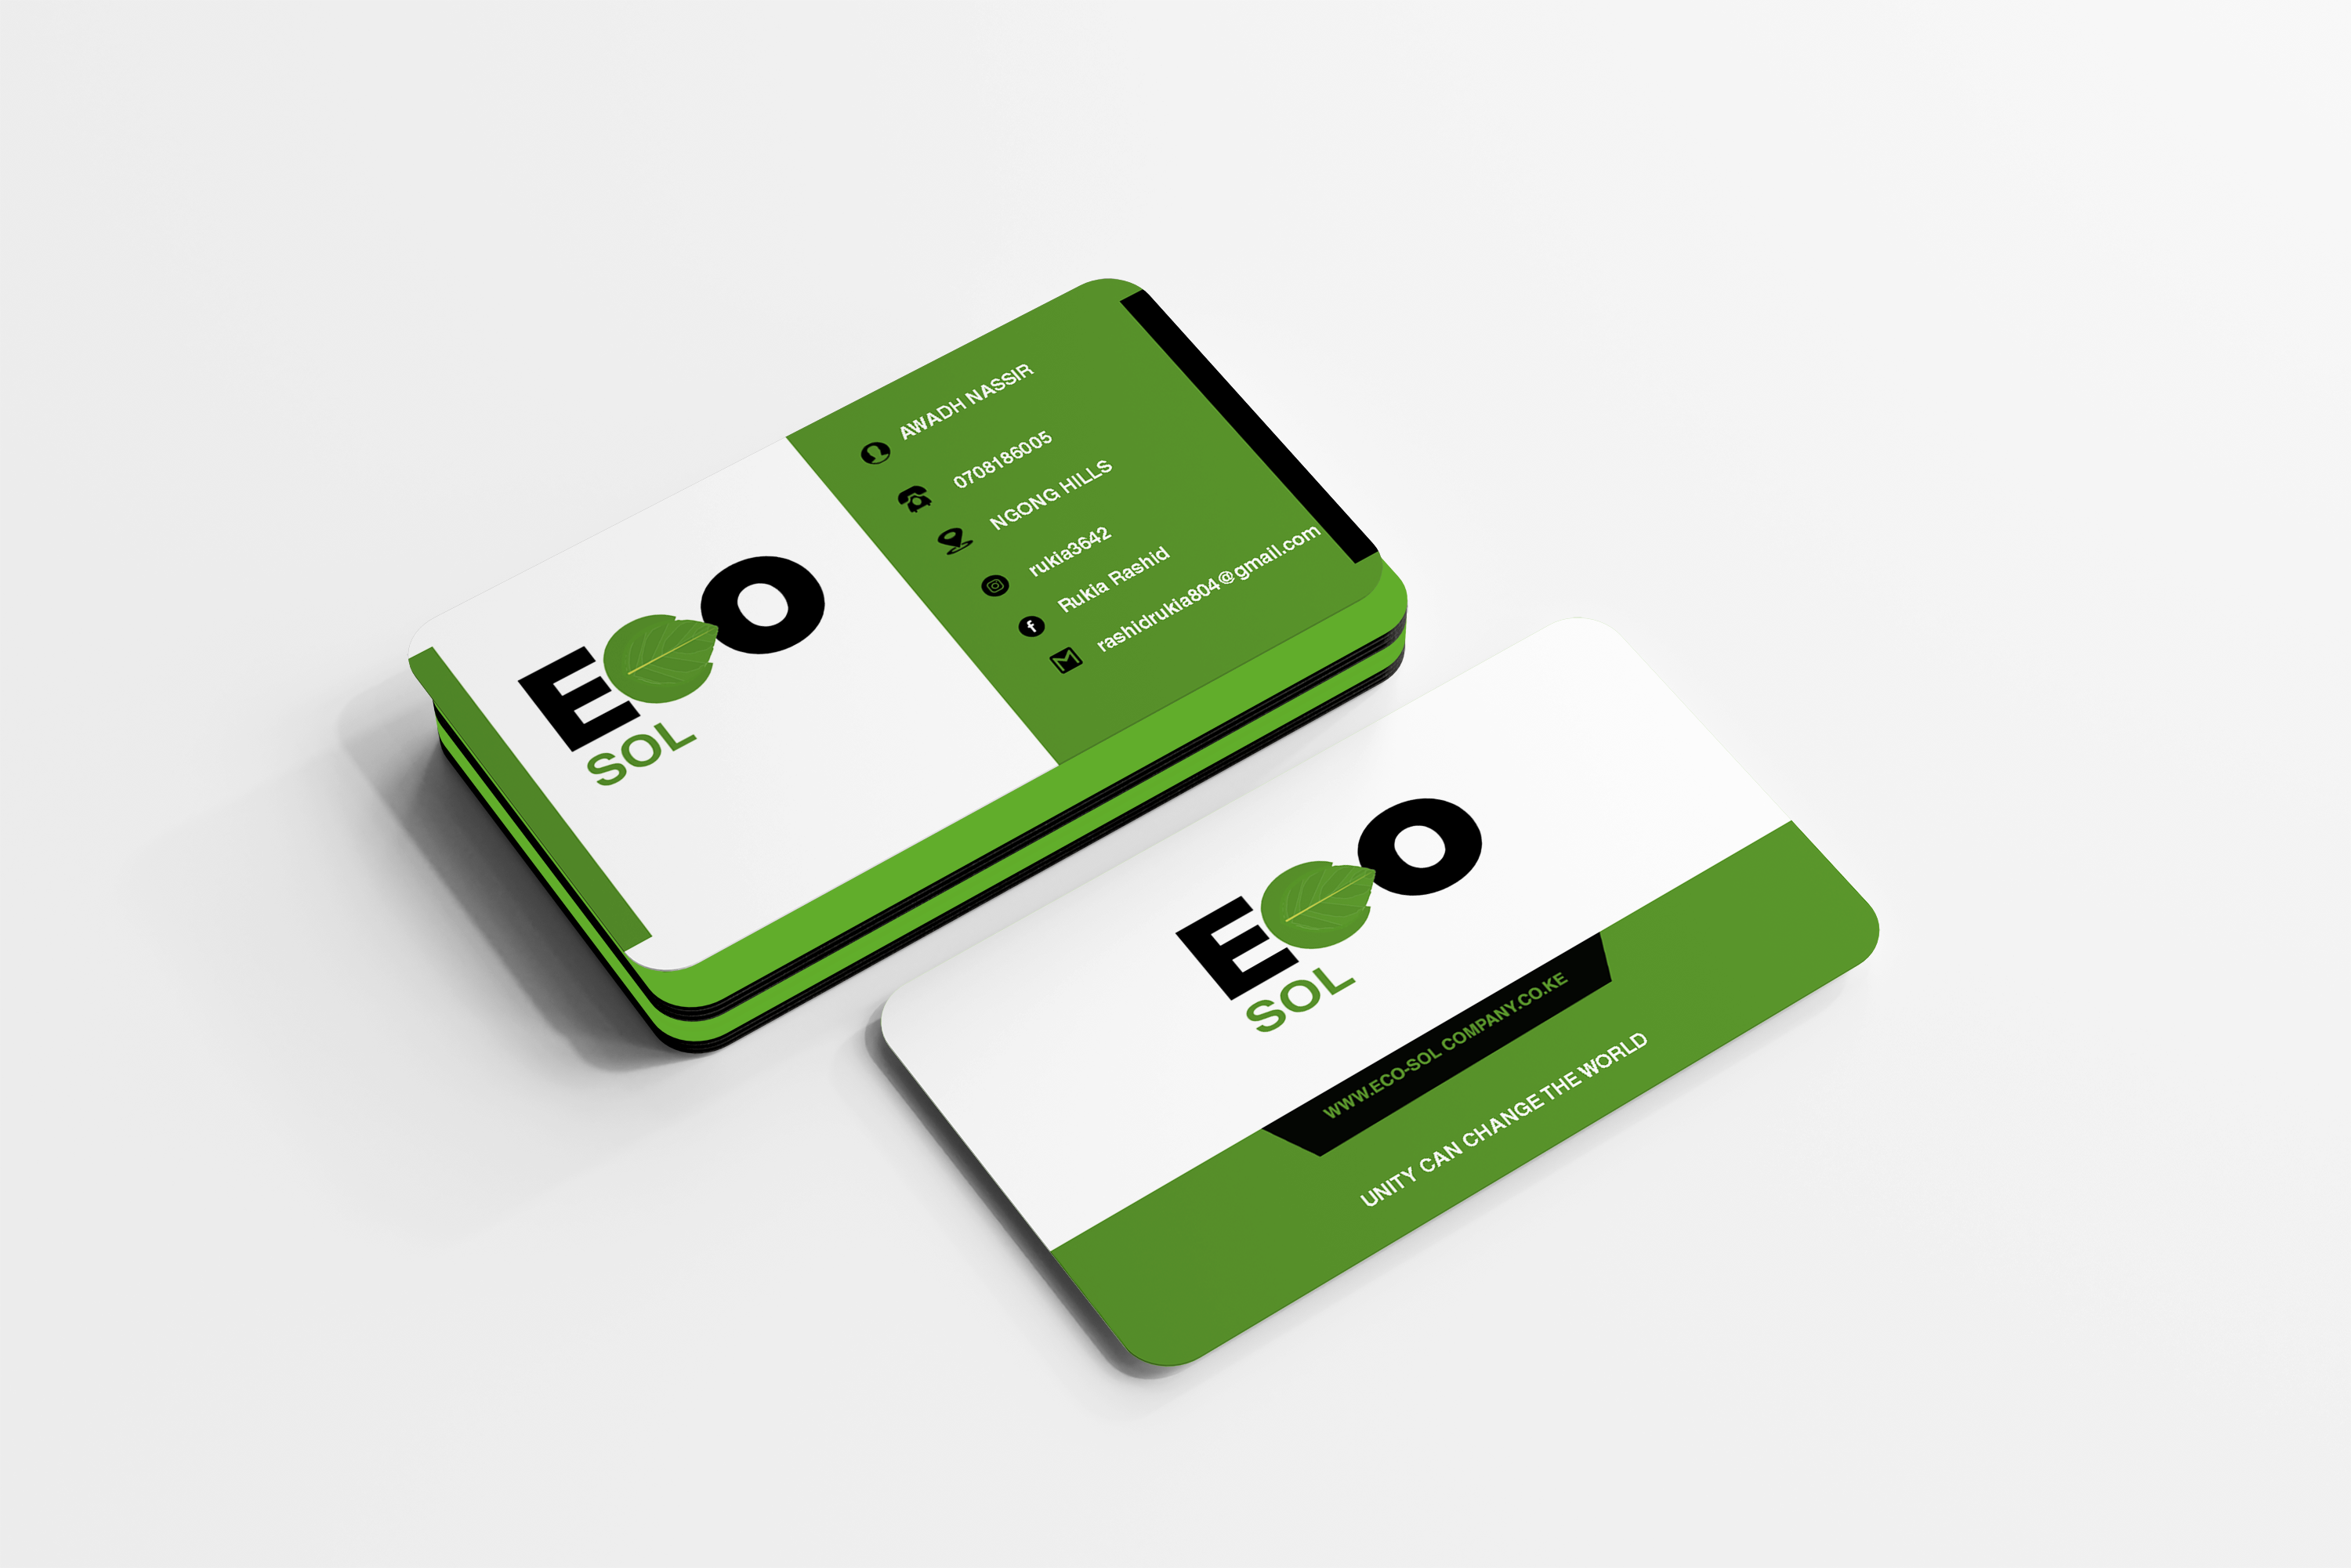 ECO
SOL
AWADH NASSIR
0708186005
NGONG HILLS
rukia3642
Rukia Rashid
rashidrukia804@gmail.com
ECO
SOL
WWW.ECO-SOL COMPANY.CO.KE
UNITY CAN CHANGE THE WORLD